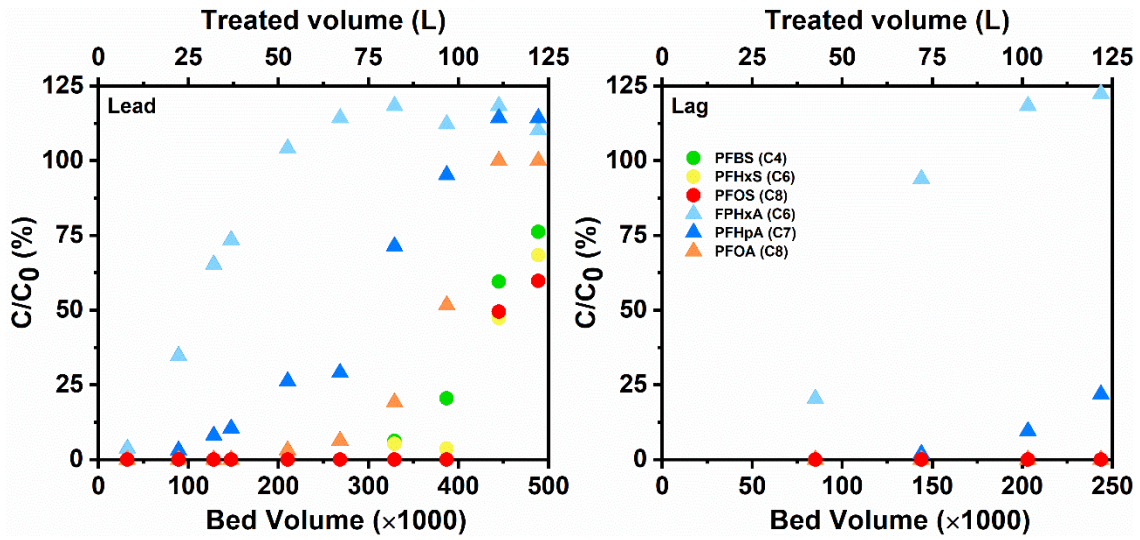 Treated volume (L)
0 25 50 75 100 125
Lead
125
100
75
50
25
0
C/C0 (%)
0 100 200 300 400 500
Bed Volume (×1000)
Treated volume (L)
0 25 50 75 100 125
Lag
PFBS (C4)
PFHxS (C6)
PFOS (C8)
FPHxA (C6)
PFHpA (C7)
PFOA (C8)
125
100
75
50
25
0
C/C0 (%)
0 50 100 150 200 250
Bed Volume (×1000)